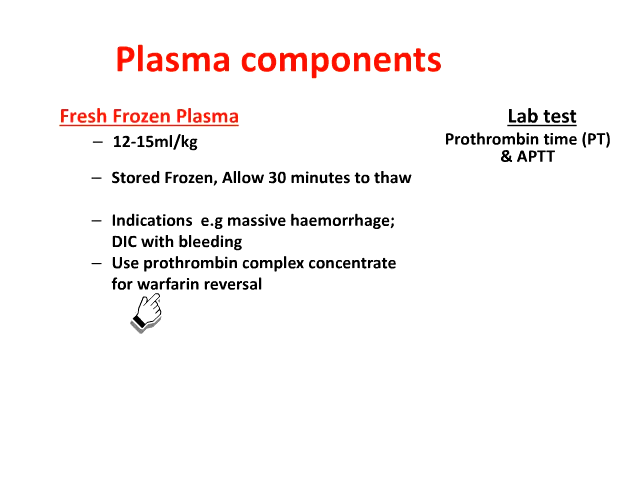 Plasma components
Fresh Frozen Plasma
– 12-15ml/kg
– Stored Frozen, Allow 30 minutes to thaw
– Indications e.g massive haemorrhage;
DIC with bleeding
– Use prothrombin complex concentrate
for warfarin reversal
Lab test
Prothrombin time (PT)
& APTT